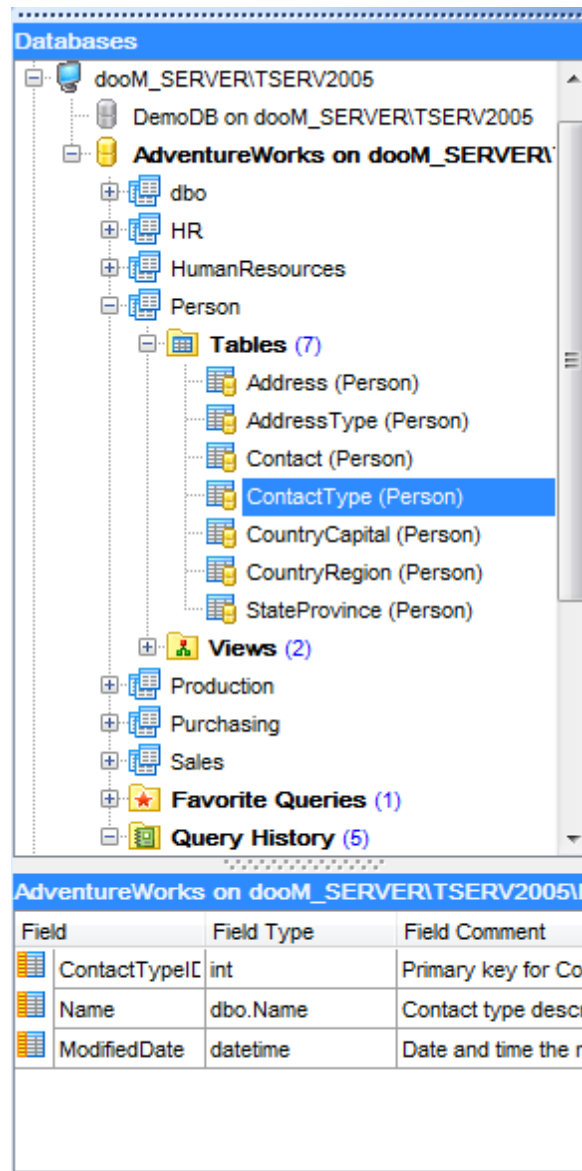 Databases
dooM_SERVER\TSERV2005
DemoDB on dooM_SERVER\TSERV2005
AdventureWorks on dooM_SERVER\
dbo
HR
HumanResources
Person
Tables (7)
Address (Person)
AddressType (Person)
Contact (Person)
ContactType (Person)
CountryCapital (Person)
CountryRegion (Person)
StateProvince (Person)
Views (2)
Production
Purchasing
Sales
Favorite Queries (1)
Query History (5)
AdventureWorks on dooM_SERVER\TSERV2005\
Field Field Type Field Comment
ContactTypeID int Primary key for Co
Name dbo.Name Contact type descr
ModifiedDate datetime Date and time the